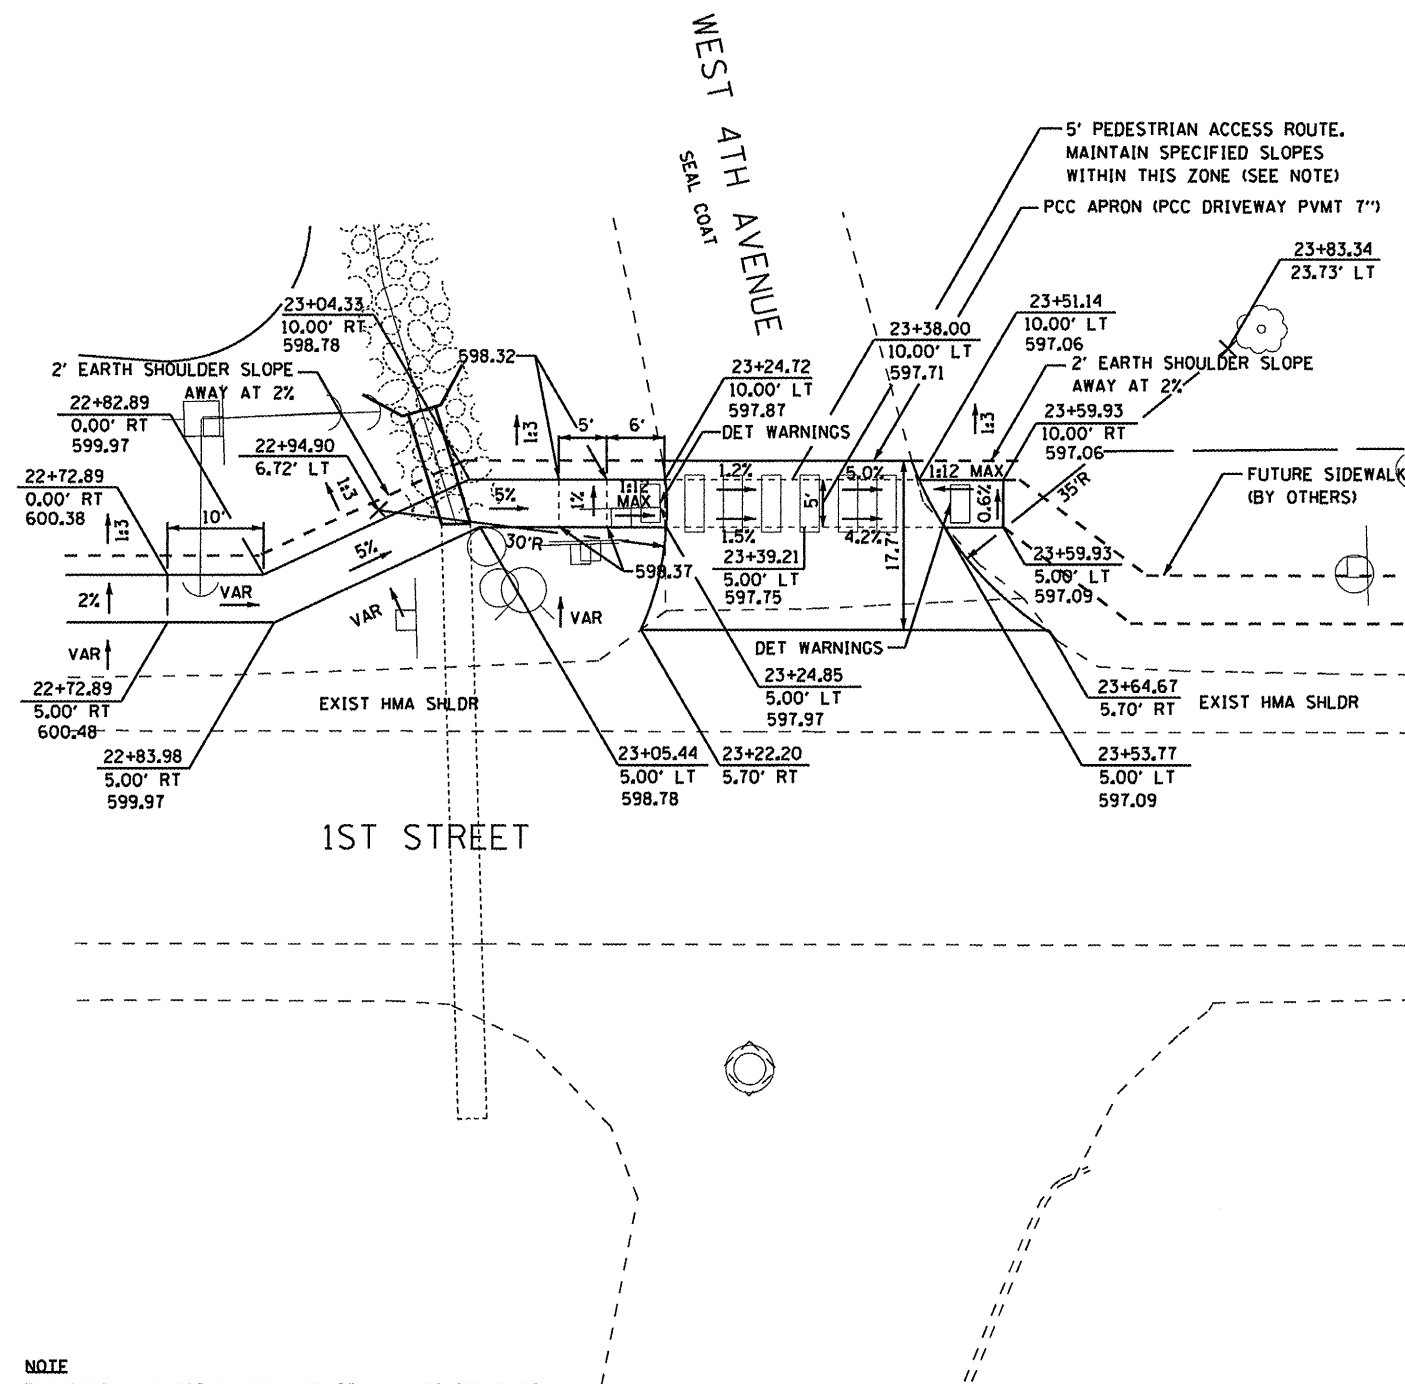 WEST 4TH AVENUE
SEAL COAT
5' PEDESTRIAN ACCESS ROUTE.
MAINTAIN SPECIFIED SLOPES
WITHIN THIS ZONE (SEE NOTE)
PCC APRON (PCC DRIVEWAY PVMT 7")
23+83.34
23.73' LT
23+04.33
10.00' RT
598.78
23+51.14
10.00' LT
597.06
23+38.00
10.00' LT
597.71
598.32
2' EARTH SHOULDER SLOPE
AWAY AT 2%
23+24.72
10.00' LT
597.87
2' EARTH SHOULDER SLOPE
AWAY AT 2%
22+82.89
0.00' RT
599.97
23+59.93
10.00' RT
597.06
22+94.90
6.72' LT
DET WARNINGS
1:3
5'
6'
1:3
22+72.89
0.00' RT
600.38
1:3
1:3
10'
5%
1%
1:12
MAX
1.2%
5.0%
5'
1:12 MAX
0.6%
35'R
FUTURE SIDEWALK
(BY OTHERS)
30'R
1.5%
4.2%
17.7'
5%
598.37
23+39.21
5.00' LT
597.75
23+59.93
5.00' LT
597.09
2%
VAR
VAR
VAR
VAR
DET WARNINGS
22+72.89
5.00' RT
600.48
EXIST HMA SHLDR
23+24.85
5.00' LT
597.97
23+64.67
5.70' RT
EXIST HMA SHLDR
22+83.98
5.00' RT
599.97
23+05.44
5.00' LT
598.78
23+22.20
5.70' RT
23+53.77
5.00' LT
597.09
1ST STREET
NOTE